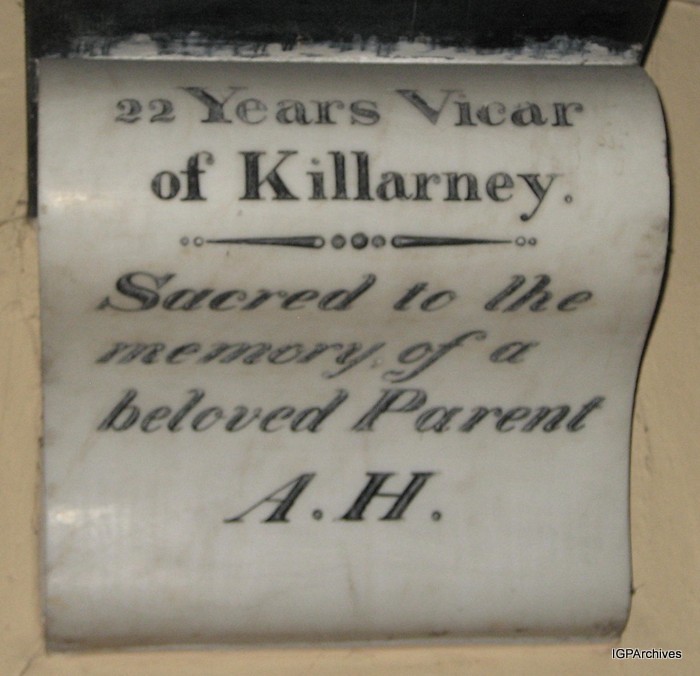 22 Years Vicar
of Killarney.
Sacred to the
memory of a
beloved Parent
A. H.
IGPArchives